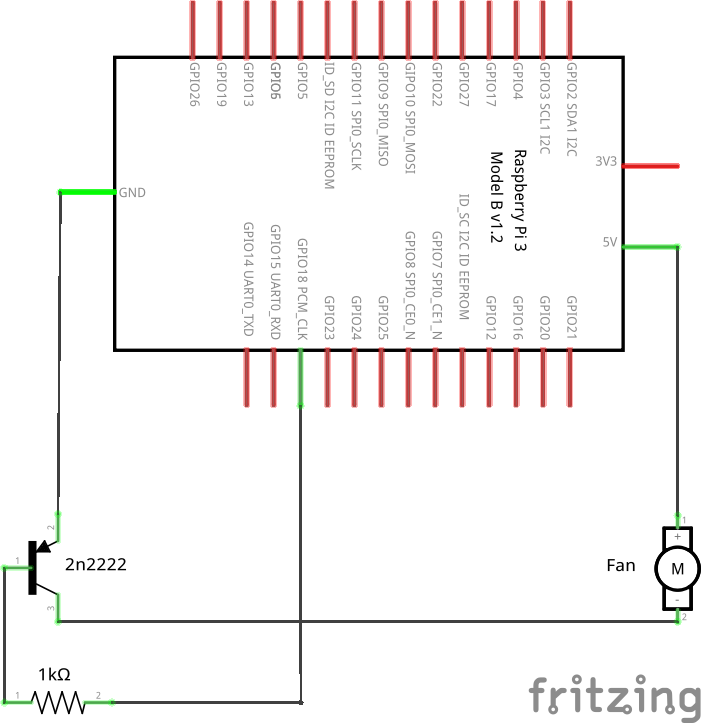 GPIO26
GPIO19
GPIO13
GPIO6
GPIO5
ID_SD I2C ID EEPROM
GPIO11 SPI0_SCLK
GPIO9 SPI0_MISO
GIPO10 SPI0_MOSI
GPIO22
GPIO27
GPIO17
GPIO4
GPIO3 SCL1 I2C
GPIO2 SDA1 I2C
Raspberry Pi 3
Model B v1.2
3V3
GND
5V
GPIO14 UART0_TXD
GPIO15 UART0_RXD
GPIO18 PCM_CLK
GPIO23
GPIO24
GPIO25
GPIO8 SPI0_CE0_N
GPIO7 SPI0_CE1_N
ID_SC I2C ID EEPROM
GPIO12
GPIO16
GPIO20
GPIO21
2
1
2n2222
3
1
+
Fan
M
-
2
1kΩ
1
2
fritzing